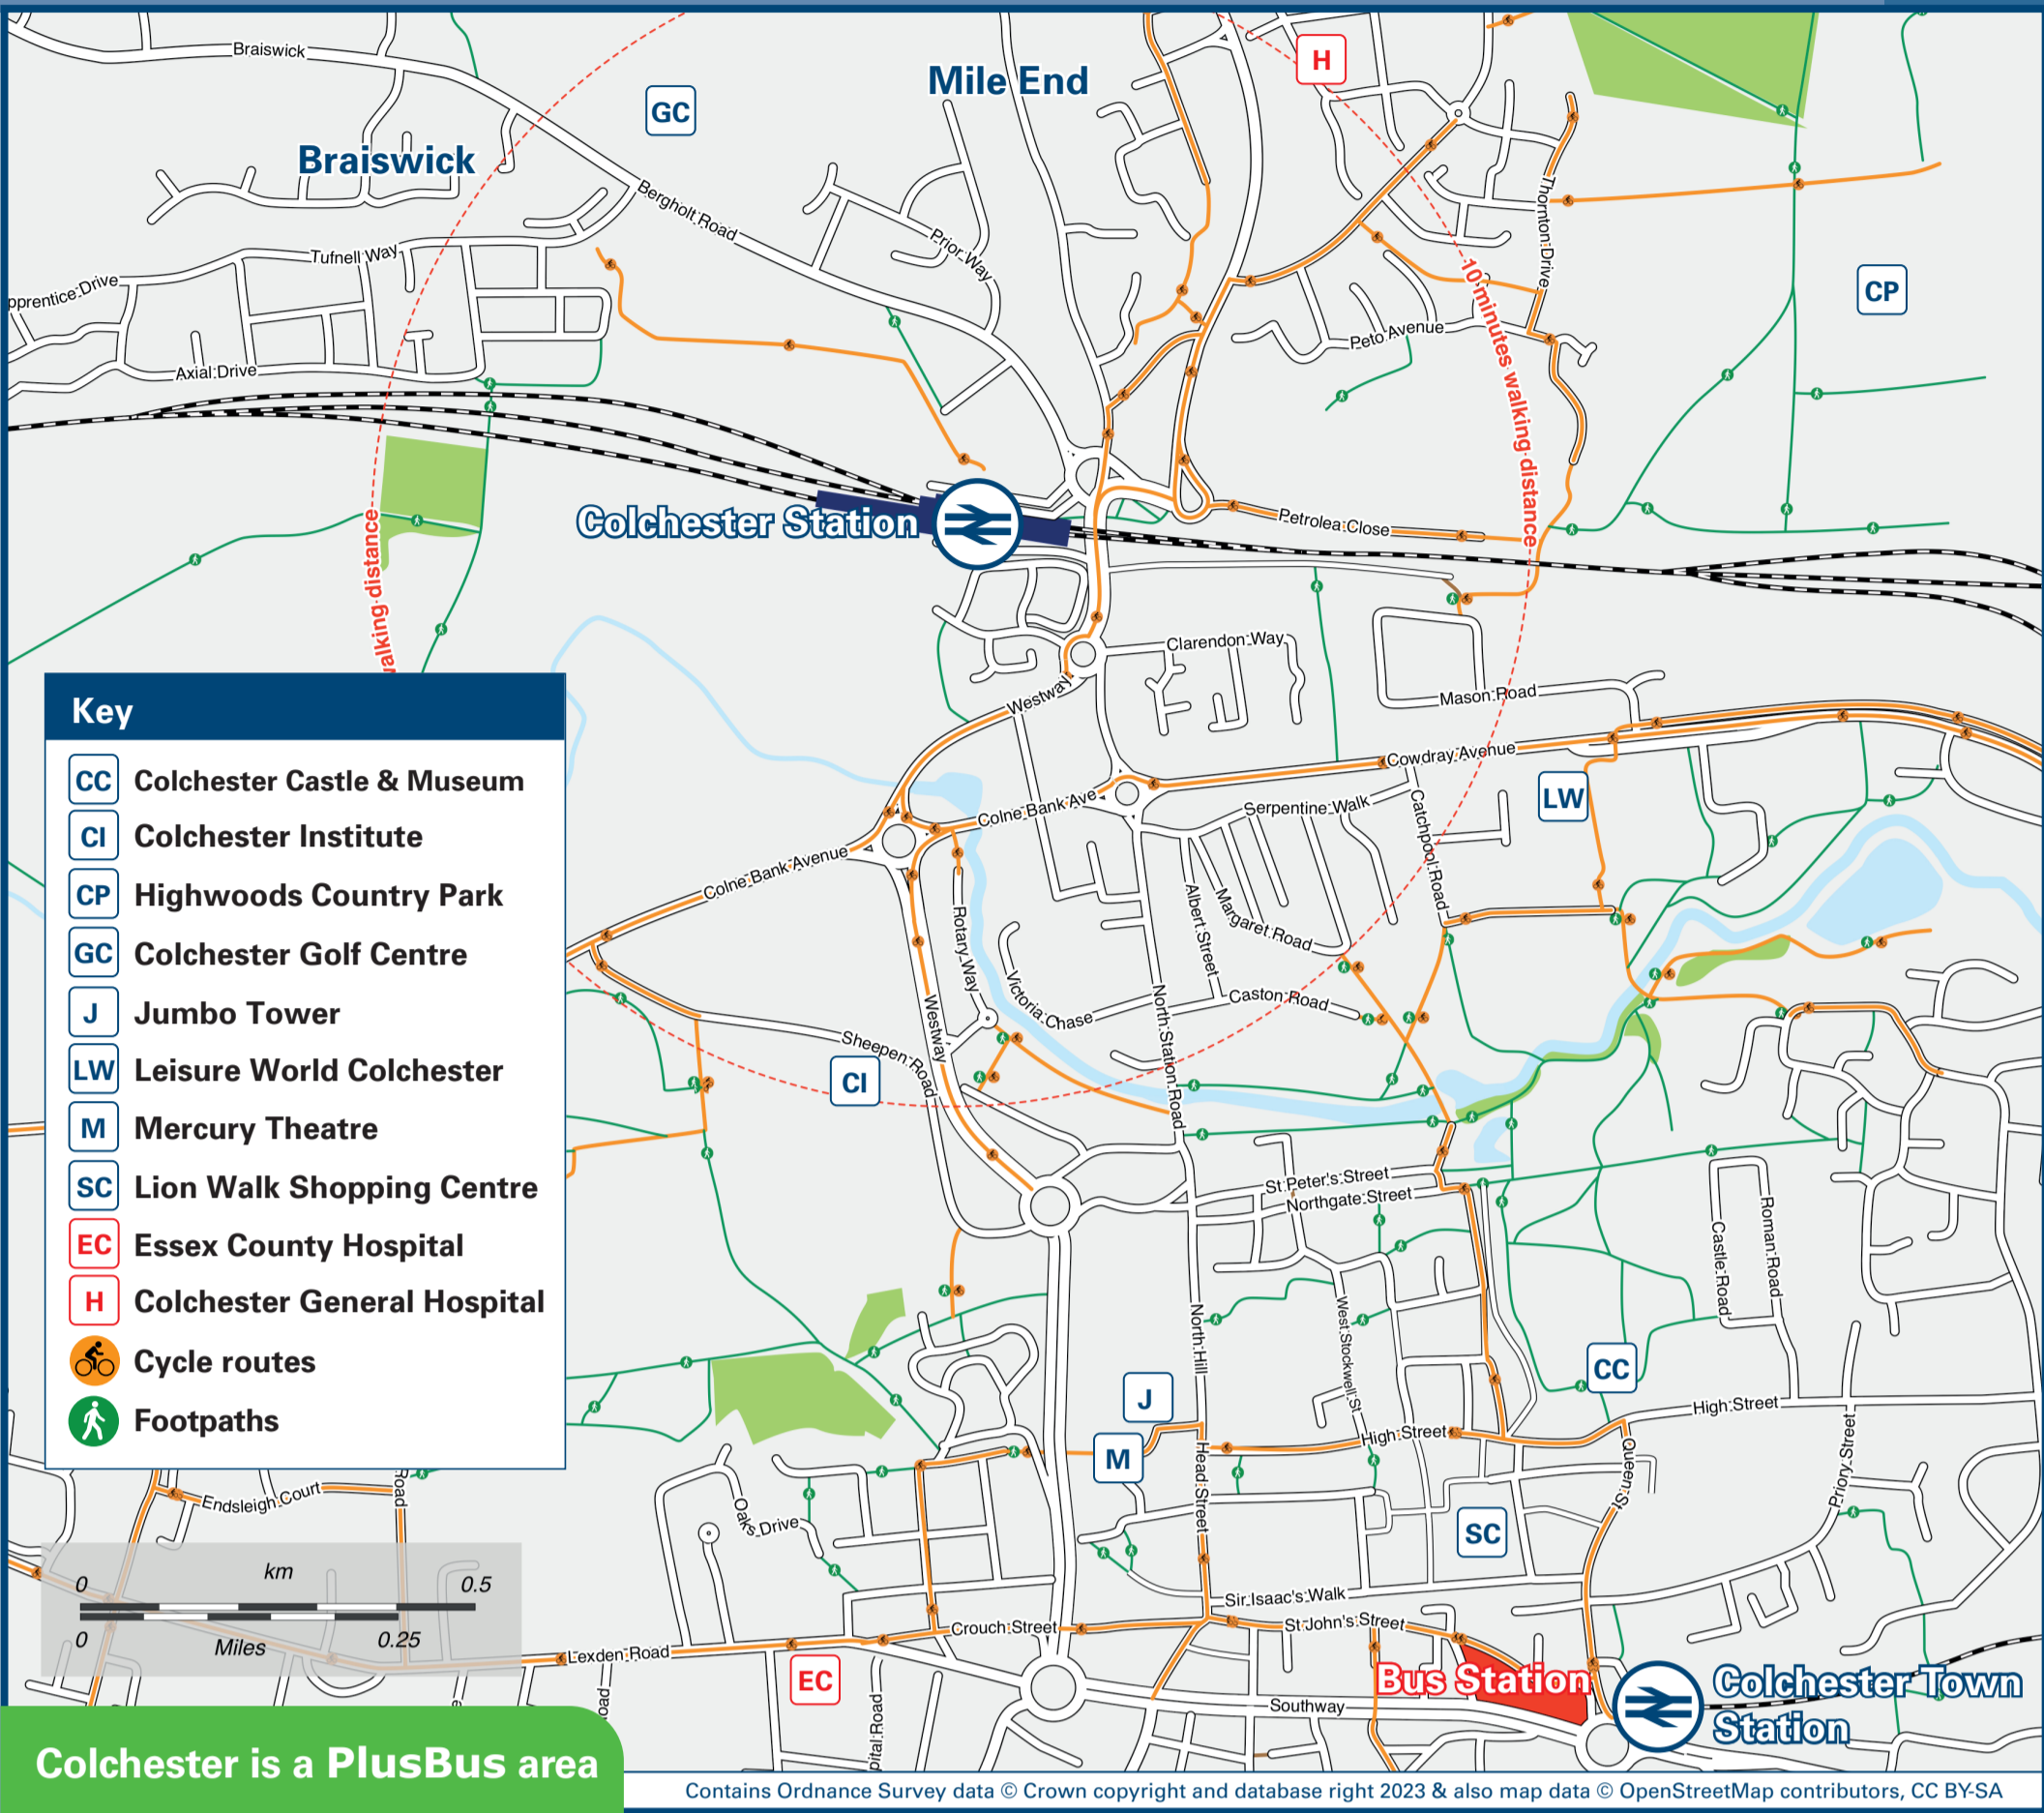 Braiswick
Mile End
H
GC
Braiswick
Bergholt Road
Prior Way
Thornton Drive
Tufnell Way
pprentice Drive
CP
10 minutes walking distance
Peto Avenue
Axial Drive
Colchester Station
Petrolea Close
alking distance
Clarendon Way
Westway
Mason Road
Cowdray Avenue
Colne Bank Ave
Serpentine Walk
LW
Catchpool Road
Colne Bank Avenue
Rotary Way
Albert Street
Margaret Road
Victoria Chase
Caston Road
Westway
North Station Road
Sheepen Road
CI
St Peter's Street
Northgate Street
Castle Road
Roman Road
North Hill
West Stockwell St
CC
J
High Street
High Street
M
Head Street
Queen St
Priory Street
SC
Oaks Drive
Endsleigh Court
Road
Sir Isaac's Walk
Crouch Street
St John's Street
Lexden Road
EC
Bus Station
Colchester Town
Station
Southway
oad
pital Road
Key
CC Colchester Castle & Museum
CI Colchester Institute
CP Highwoods Country Park
GC Colchester Golf Centre
J Jumbo Tower
LW Leisure World Colchester
M Mercury Theatre
SC Lion Walk Shopping Centre
EC Essex County Hospital
H Colchester General Hospital
Cycle routes
Footpaths
km
0 0.5
0 Miles 0.25
Colchester is a PlusBus area
Contains Ordnance Survey data © Crown copyright and database right 2023 & also map data © OpenStreetMap contributors, CC BY-SA